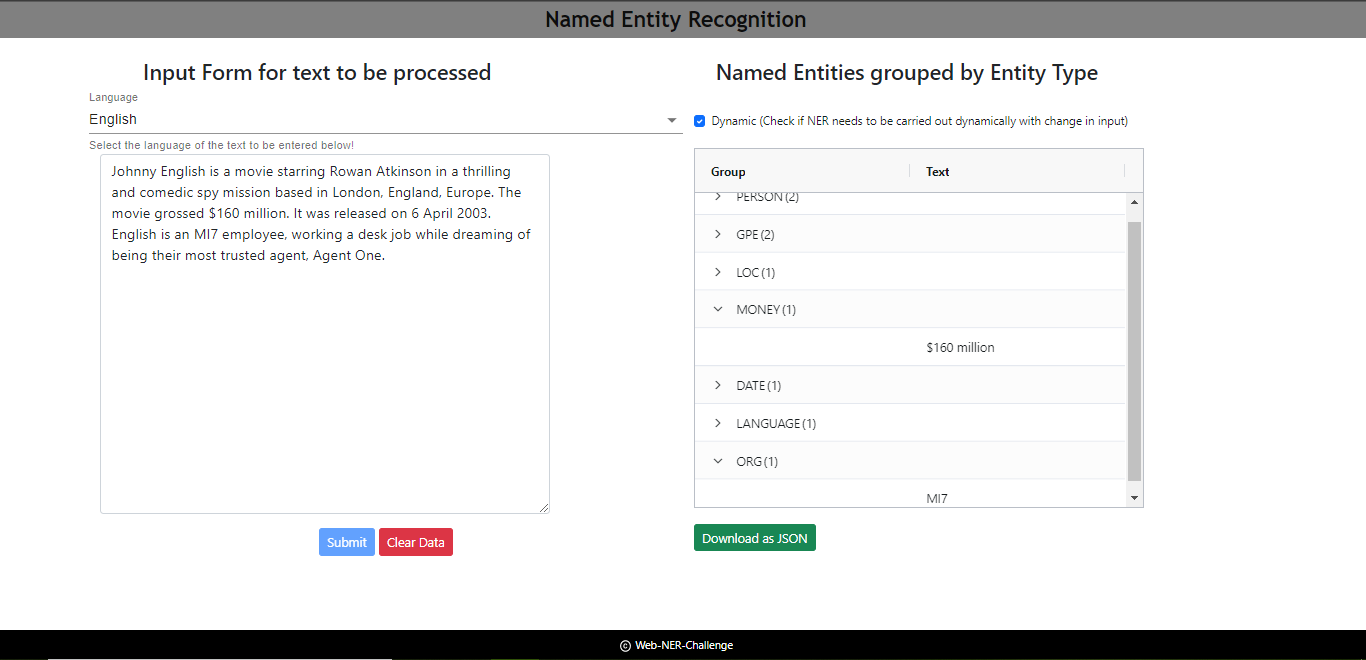 Named Entity Recognition
Input Form for text to be processed
Language
English
Select the language of the text to be entered below!
Johnny English is a movie starring Rowan Atkinson in a thrilling
and comedic spy mission based in London, England, Europe. The
movie grossed $160 million. It was released on 6 April 2003.
English is an MI7 employee, working a desk job while dreaming of
being their most trusted agent, Agent One.
Submit Clear Data
Named Entities grouped by Entity Type
Dynamic (Check if NER needs to be carried out dynamically with change in input)
Group Text
PERSON (2)
GPE (2)
LOC (1)
MONEY (1)
$160 million
DATE (1)
LANGUAGE (1)
ORG (1)
MI7
Download as JSON
© Web-NER-Challenge